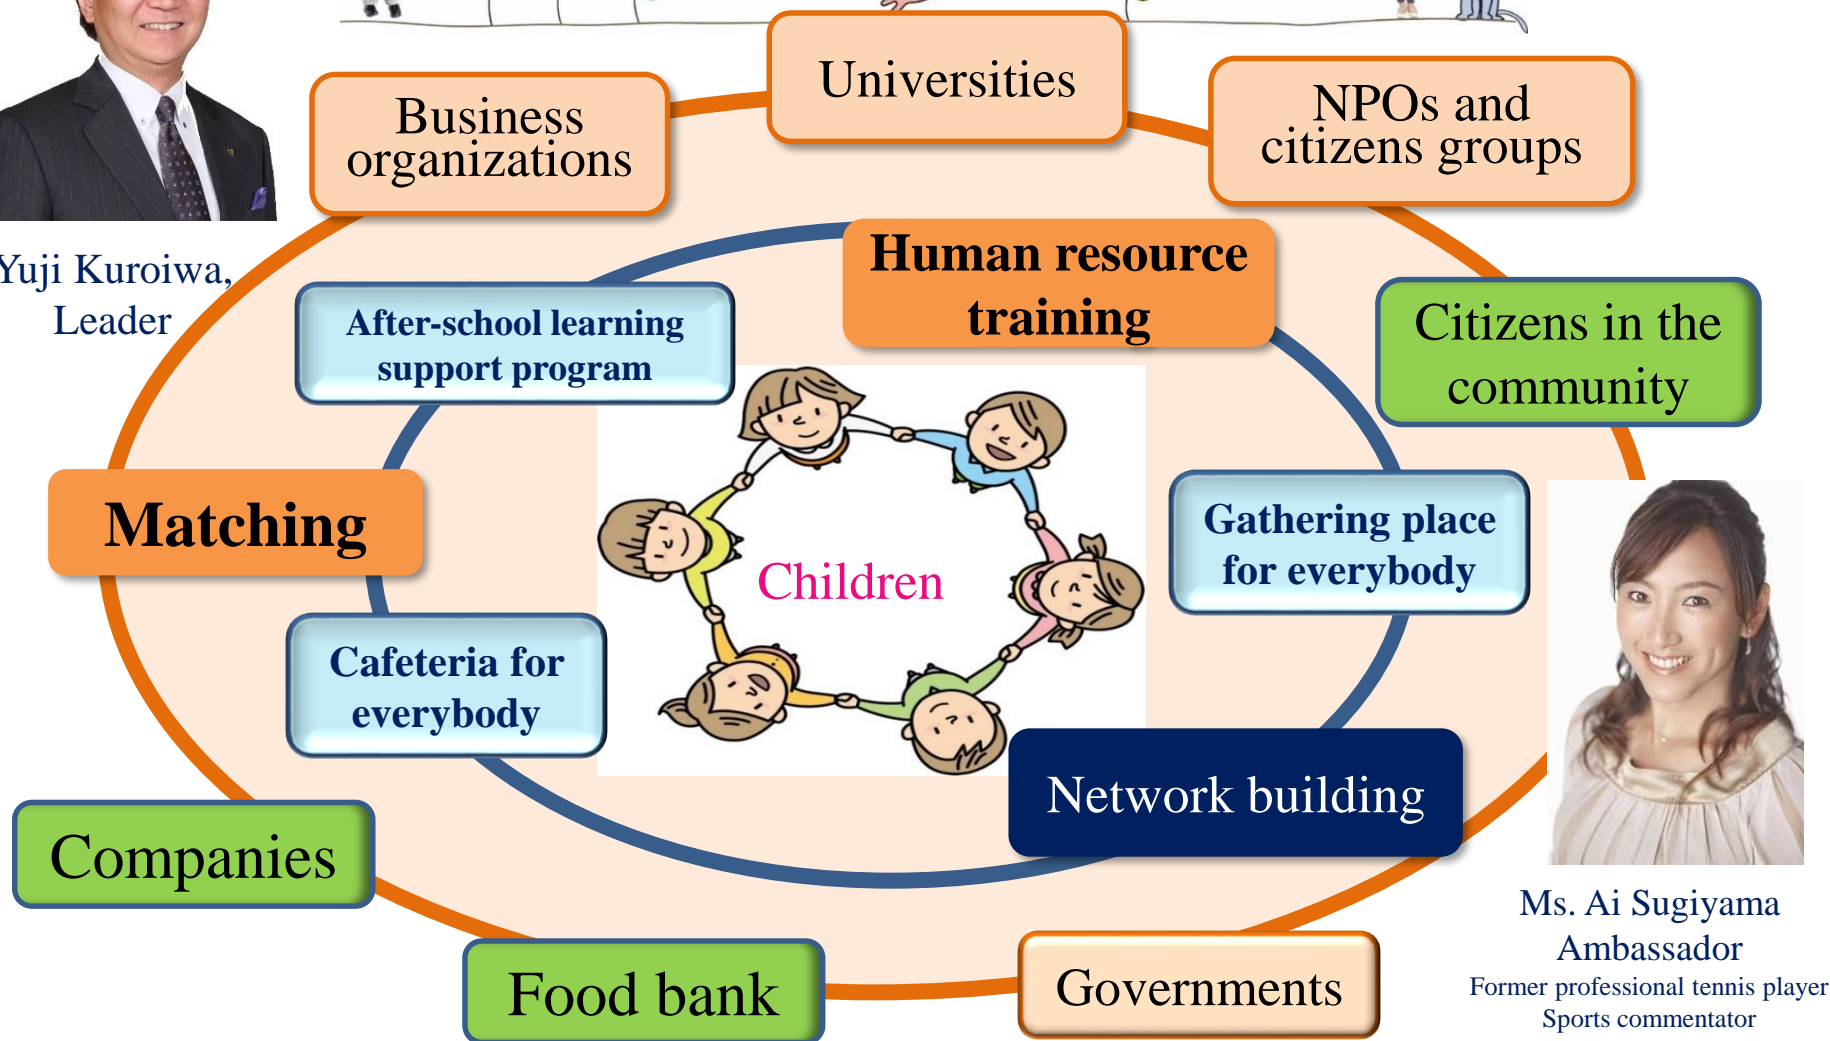 Universities
Business
organizations
NPOs and
citizens groups
Yuji Kuroiwa,
Leader
Human resource
training
After-school learning
support program
Citizens in the
community
Matching
Gathering place
for everybody
Children
Cafeteria for
everybody
Network building
Companies
Food bank
Governments
Ms. Ai Sugiyama
Ambassador
Former professional tennis player
Sports commentator